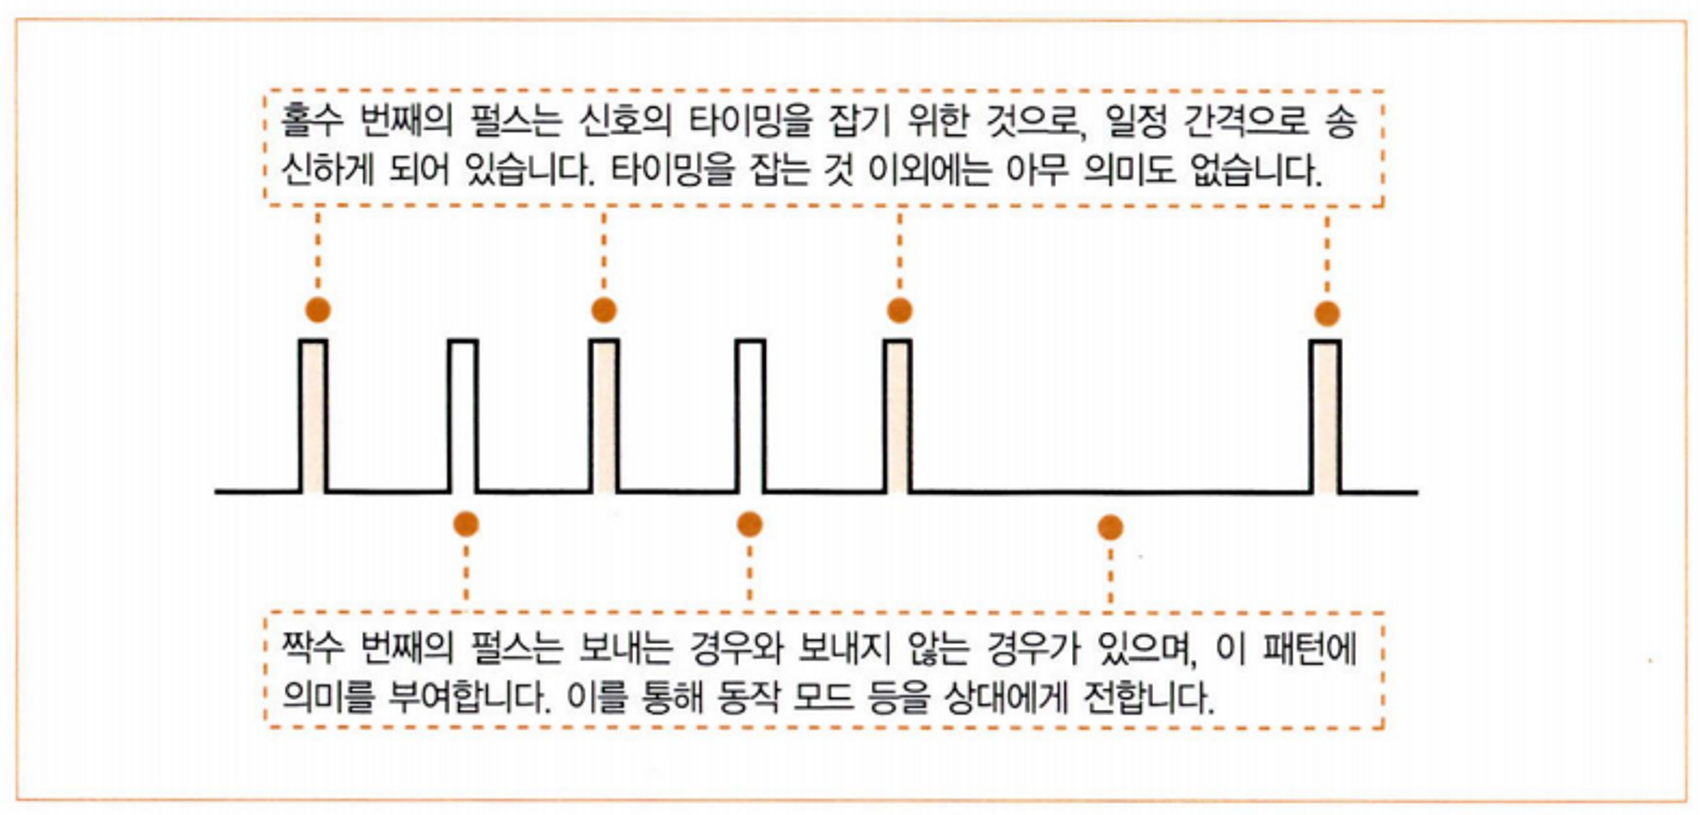 홀수 번째의 펄스는 신호의 타이밍을 잡기 위한 것으로, 일정 간격으로 송
신하게 되어 있습니다. 타이밍을 잡는 것 이외에는 아무 의미도 없습니다.
짝수 번째의 펄스는 보내는 경우와 보내지 않는 경우가 있으며, 이 패턴에
의미를 부여합니다. 이를 통해 동작 모드 등을 상대에게 전합니다.